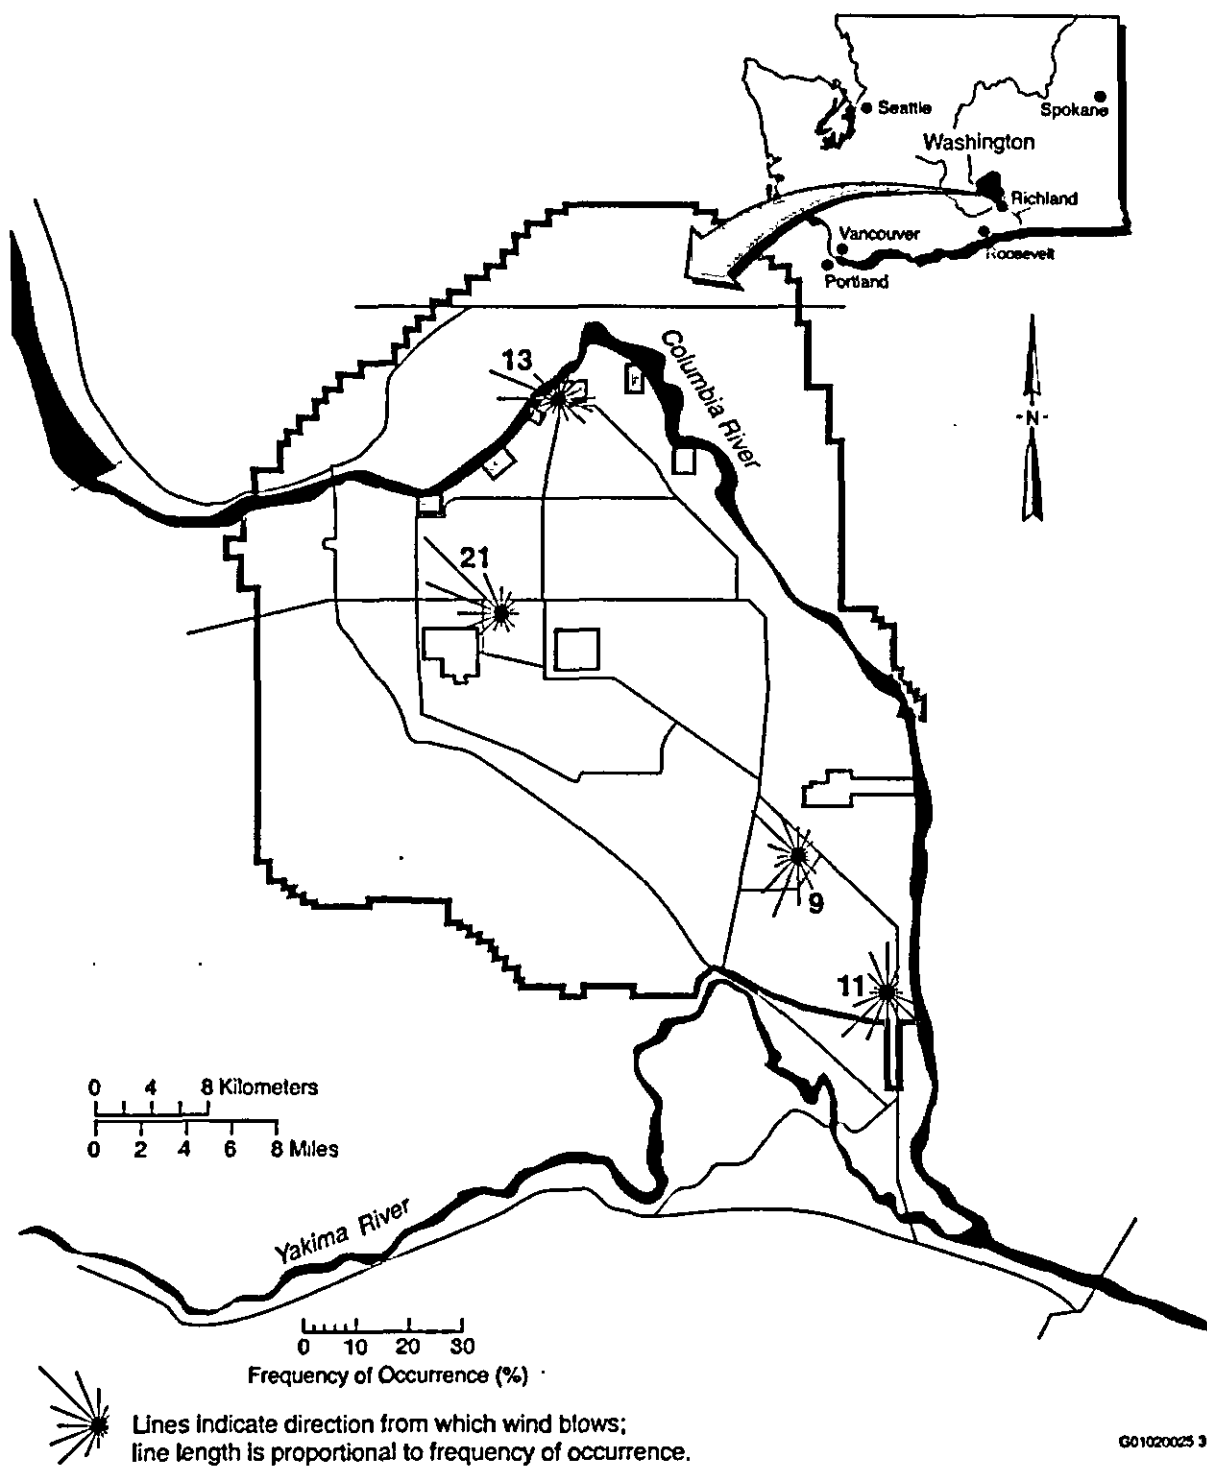 Seattle
Spokane
Washington
Richland
Vancouver
Roosevelt
Portland
13
Columbia River
-N-
21
9
11
0 4 8 Kilometers
0 2 4 6 8 Miles
Yakima River
0 10 20 30
Frequency of Occurrence (%)
Lines indicate direction from which wind blows;
line length is proportional to frequency of occurrence.
G01020025 3